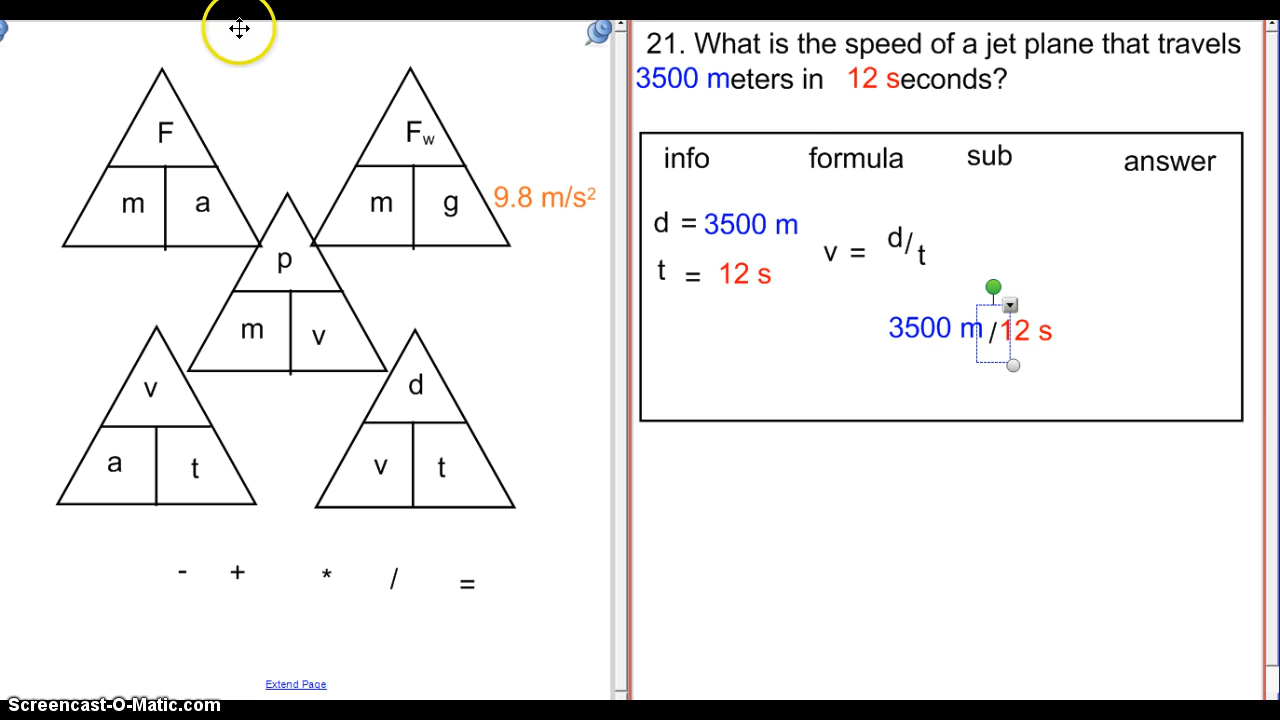 F
m a
Fw
m g 9.8 m/s²
p
m v
v
a t
d
v t
- + * / =
Extend Page
21. What is the speed of a jet plane that travels
3500 meters in 12 seconds?
info formula sub answer
d = 3500 m
t = 12 s
v = d/t
3500 m /12 s
Screencast-O-Matic.com